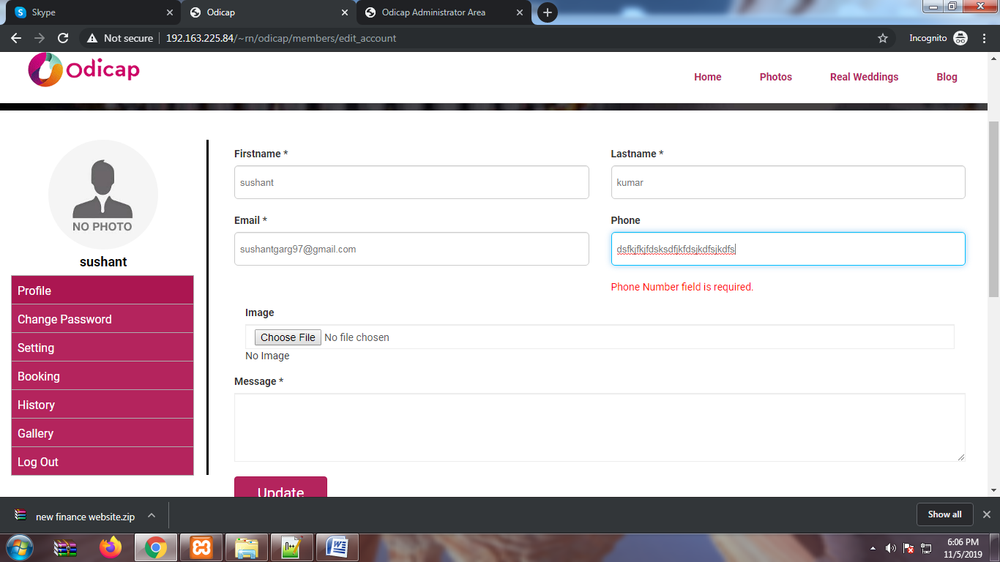 Skype
Odicap
Odicap Administrator Area
Not secure
192.163.225.84/~rn/odicap/members/edit_account
Incognito
Odicap
Home
Photos
Real Weddings
Blog
NO PHOTO
sushant
Profile
Change Password
Setting
Booking
History
Gallery
Log Out
Firstname *
sushant
Lastname *
kumar
Email *
sushantgarg97@gmail.com
Phone
dsfkjfkjfdsksdfjkfdsjkdfsjkdfs
Phone Number field is required.
Image
Choose File No file chosen
No Image
Message *
Update
new finance website.zip
Show all
6:06 PM
11/5/2019